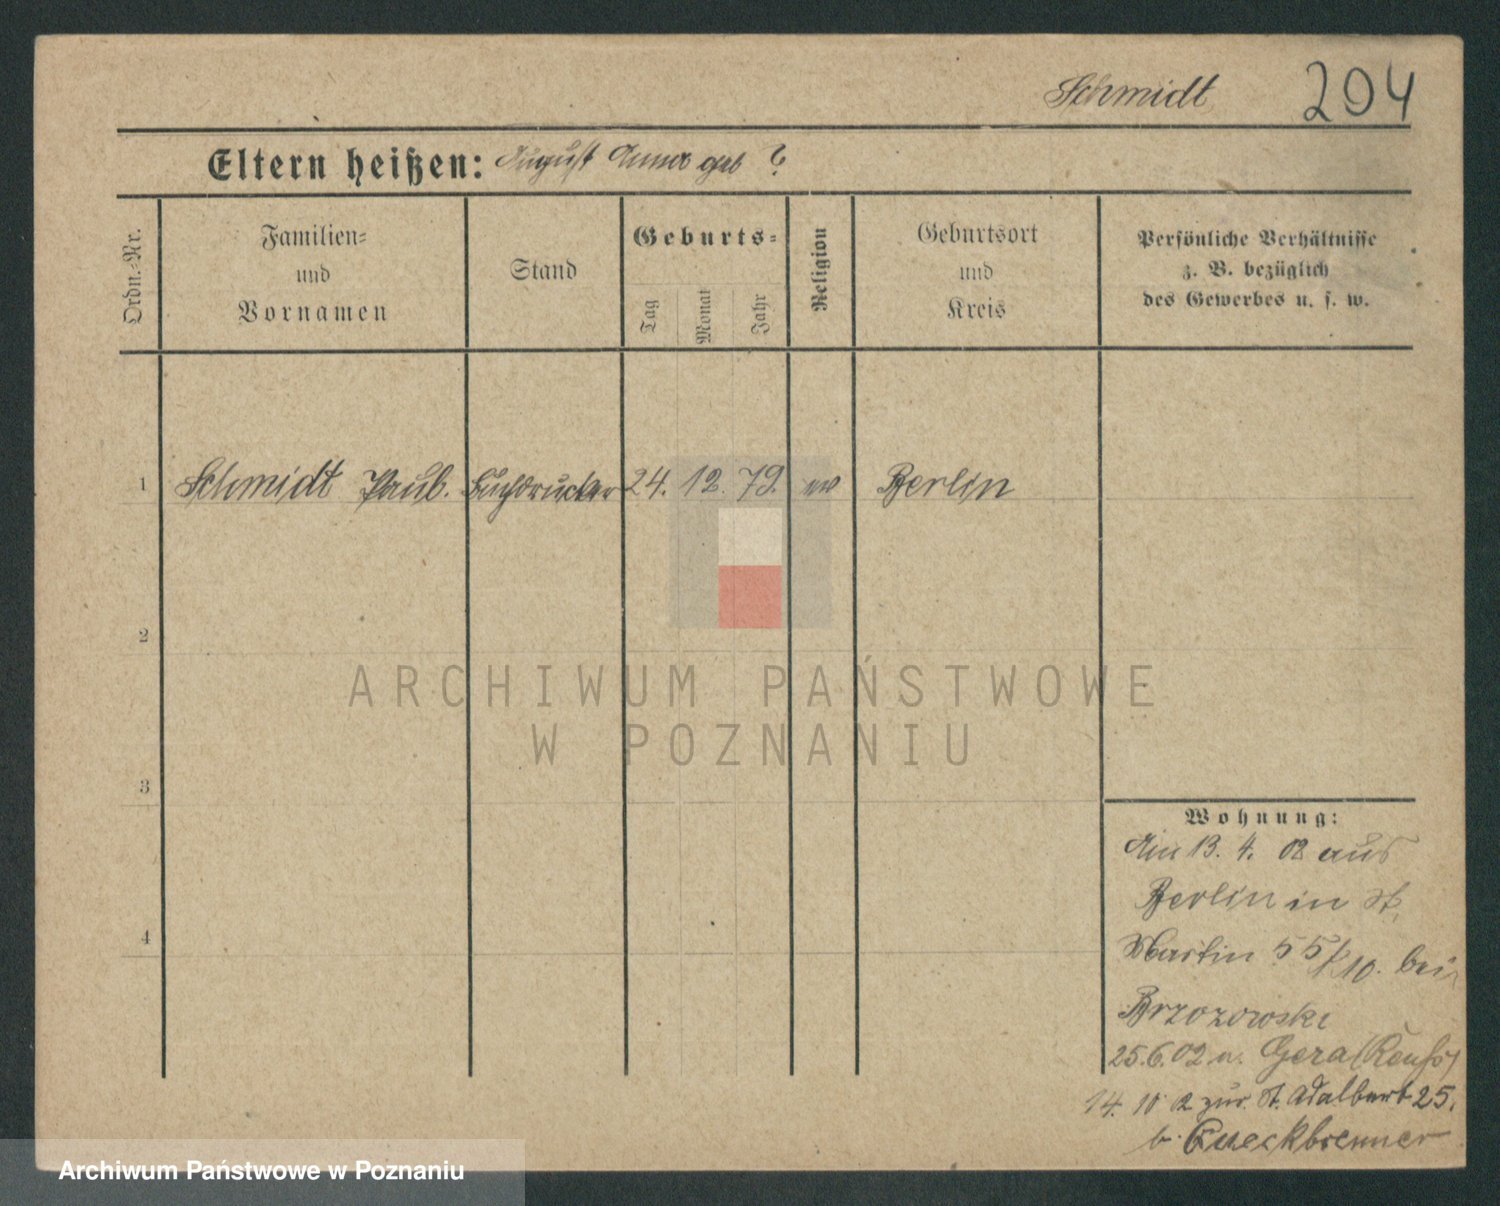 Schmidt 204
Eltern heißen: August Anna geb ?
Ordn.=Nr.
Familien=
und
Vornamen
Stand
Geburts=
Tag
Monat
Jahr
Religion
Geburtsort
und
Kreis
Persönliche Verhältnisse
z. B. bezüglich
des Gewerbes u. s. w.
1 Schmidt Paul. Buchdrucker 24. 12. 79. ev Berlin
2
ARCHIWUM PAŃSTWOWE
W POZNANIU
3
4
Wohnung:
13. 4. 02 aus
Berlin in St.
Martin 55/10. bei
Brzozowski
25.6.02 n. Gera (Reuß)
14. 10 02 zur. St. Adalbert 25.
b. Queckbrenner
Archiwum Państwowe w Poznaniu